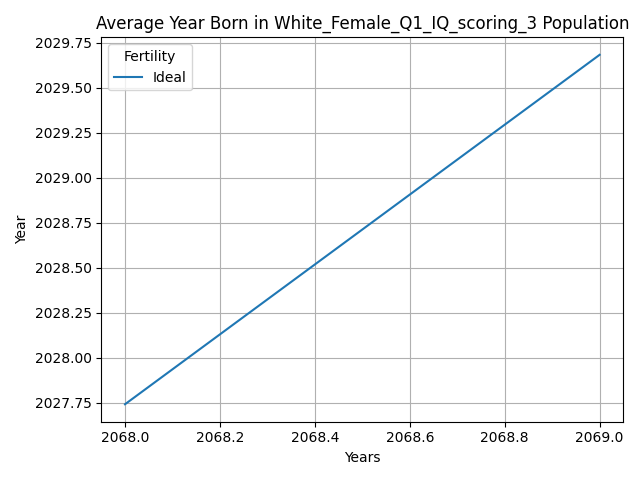 Average Year Born in White_Female_Q1_IQ_scoring_3 Population
Fertility
Ideal
Year
2029.75
2029.50
2029.25
2029.00
2028.75
2028.50
2028.25
2028.00
2027.75
2068.0 2068.2 2068.4 2068.6 2068.8 2069.0
Years